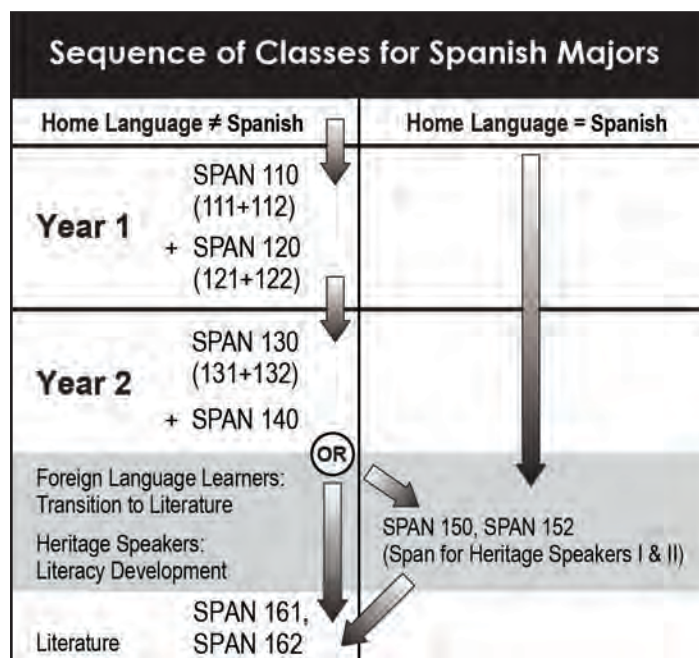 Sequence of Classes for Spanish Majors
Home Language ≠ Spanish
Home Language = Spanish
Year 1
SPAN 110
(111+112)
+ SPAN 120
(121+122)
Year 2
SPAN 130
(131+132)
+ SPAN 140
OR
Foreign Language Learners:
Transition to Literature
Heritage Speakers:
Literacy Development
SPAN 150, SPAN 152
(Span for Heritage Speakers I & II)
Literature
SPAN 161,
SPAN 162